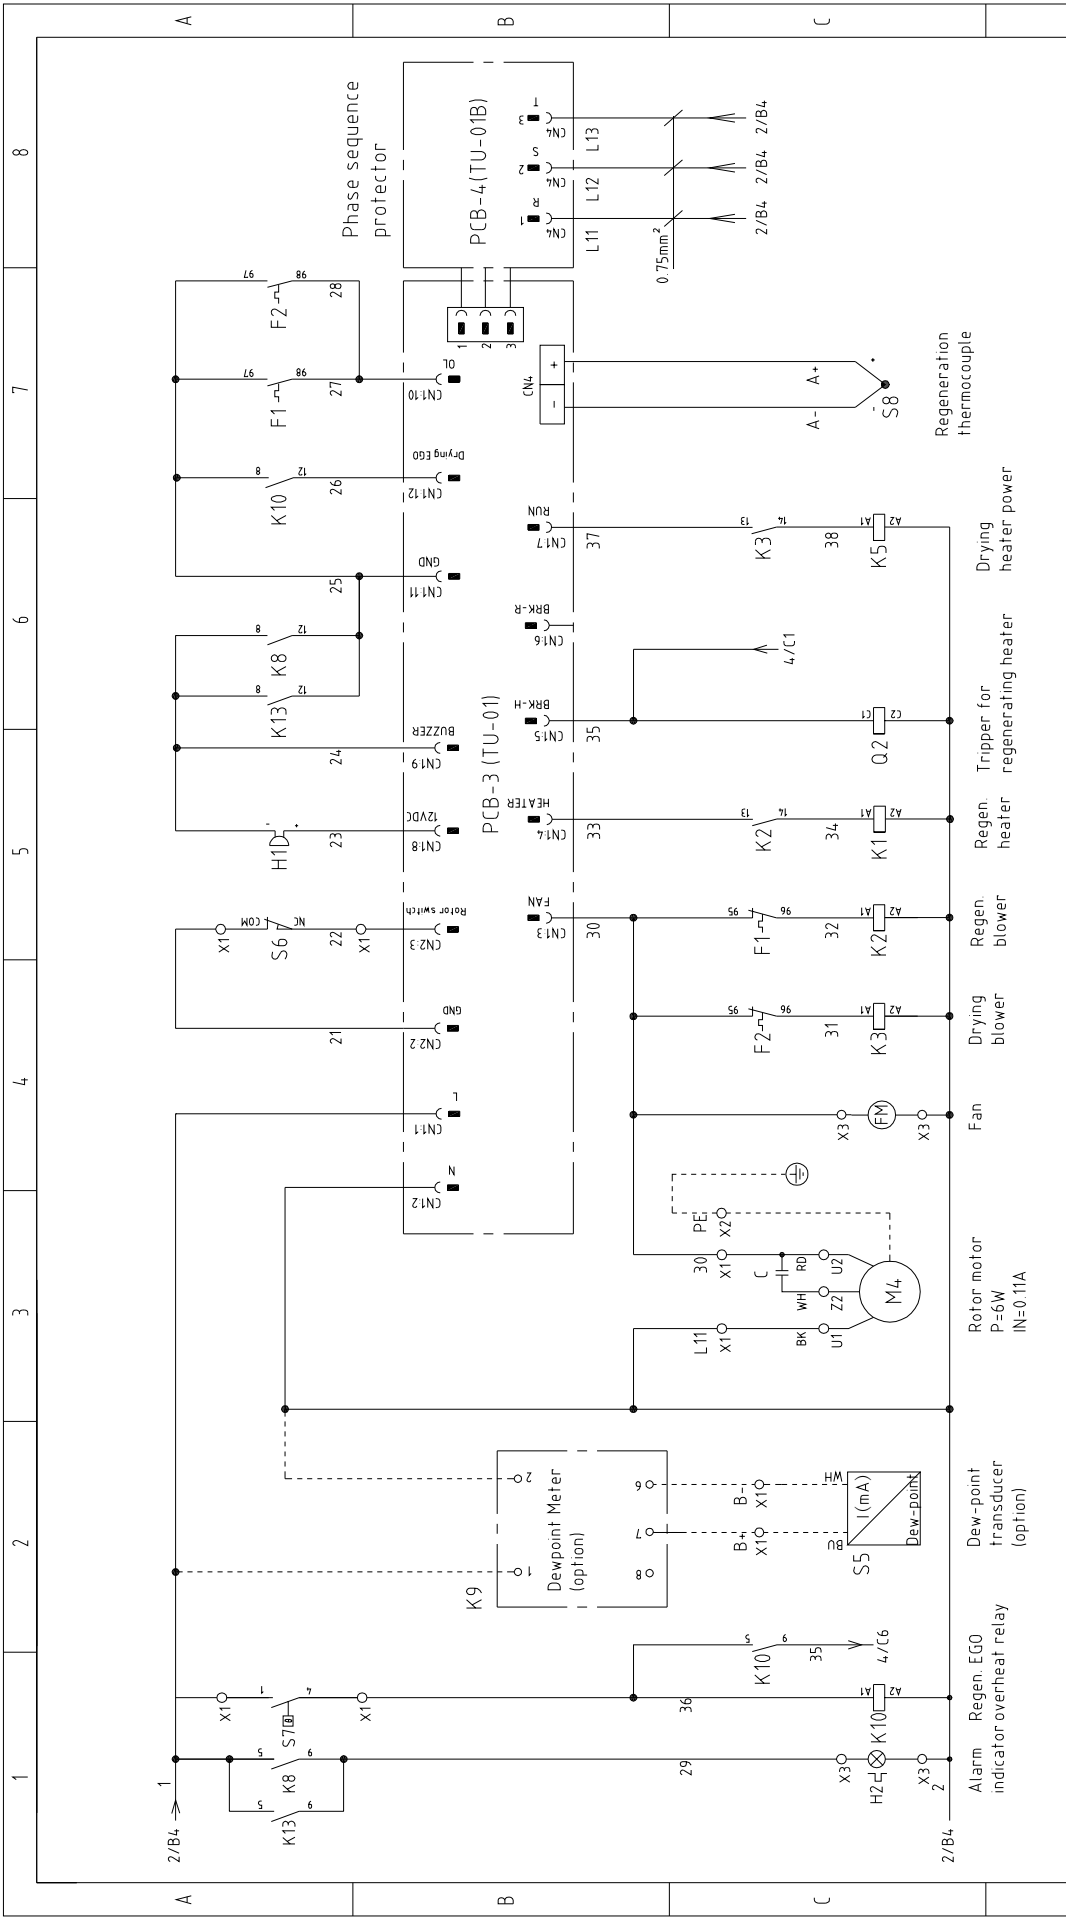 A
B
C
1
2
3
4
5
6
7
8
A
B
C
2/B4
1
K13
5
9
K8
5
9
X1
S7
θ
1
4
X1
29
36
K10
5
9
35
4/C6
X3
H2
X3
2
2/B4
K10
A1
A2
Alarm
indicator
Regen. EGO
overheat relay
K9
1
2
Dewpoint Meter
(option)
8
7
6
B+
X1
B-
X1
BU
WH
S5
I(mA)
Dew-point
Dew-point
transducer
(option)
L11
X1
30
X1
PE
X2
C
BK
WH
RD
U1
Z2
U2
M4
Rotor motor
P=6W
IN=0.11A
CN1:2
N
CN1:1
L
21
CN2:2
GND
X1
S6
COM
NC
22
X1
CN2:3
Rotor switch
H1
-
+
23
CN1:8
12VDC
24
CN1:9
BUZZER
K13
8
12
K8
8
12
25
CN1:11
GND
K10
8
12
26
CN1:12
Drying EGO
F1
97
98
27
CN1:10
OL
F2
97
98
28
PCB-3 (TU-01)
X3
FM
X3
Fan
F2
95
96
31
K3
A1
A2
Drying
blower
CN1:3
FAN
30
F1
95
96
32
K2
A1
A2
Regen.
blower
CN1:4
HEATER
33
K2
13
14
34
K1
A1
A2
Regen.
heater
CN1:5
BRK-H
35
4/C1
Q2
C1
C2
Tripper for
regenerating heater
CN1:6
BRK-R
CN1:7
RUN
37
K3
13
14
38
K5
A1
A2
Drying
heater power
CN4
-
+
A-
A+
-
+
S8
Regeneration
thermocouple
1
2
3
Phase sequence
protector
PCB-4(TU-01B)
CN4
1
R
CN4
2
S
CN4
3
T
L11
L12
L13
0.75mm²
2/B4
2/B4
2/B4